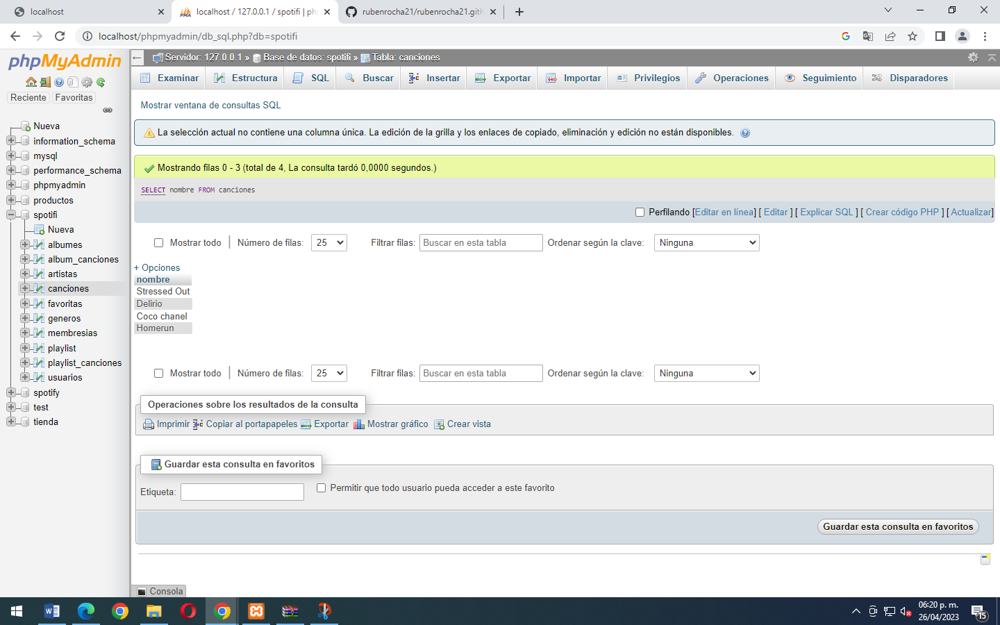 localhost
localhost / 127.0.0.1 / spotifi | ph
rubenrocha21/rubenrocha21.gith
localhost/phpmyadmin/db_sql.php?db=spotifi
phpMyAdmin
Reciente Favoritas
Nueva
information_schema
mysql
performance_schema
phpmyadmin
productos
spotifi
Nueva
albumes
album_canciones
artistas
canciones
favoritas
generos
membresias
playlist
playlist_canciones
usuarios
spotify
test
tienda
Servidor: 127.0.0.1 » Base de datos: spotifi » Tabla: canciones
Examinar Estructura SQL Buscar Insertar Exportar Importar Privilegios Operaciones Seguimiento Disparadores
Mostrar ventana de consultas SQL
La selección actual no contiene una columna única. La edición de la grilla y los enlaces de copiado, eliminación y edición no están disponibles.
Mostrando filas 0 - 3 (total de 4, La consulta tardó 0,0000 segundos.)
SELECT nombre FROM canciones
Perfilando [Editar en línea] [ Editar ] [ Explicar SQL ] [ Crear código PHP ] [ Actualizar]
Mostrar todo | Número de filas: 25 Filtrar filas: Buscar en esta tabla Ordenar según la clave: Ninguna
+ Opciones
nombre
Stressed Out
Delirio
Coco chanel
Homerun
Mostrar todo | Número de filas: 25 Filtrar filas: Buscar en esta tabla Ordenar según la clave: Ninguna
Operaciones sobre los resultados de la consulta
Imprimir Copiar al portapapeles Exportar Mostrar gráfico Crear vista
Guardar esta consulta en favoritos
Etiqueta: Permitir que todo usuario pueda acceder a este favorito
Guardar esta consulta en favoritos
Consola
06:20 p. m.
26/04/2023
15